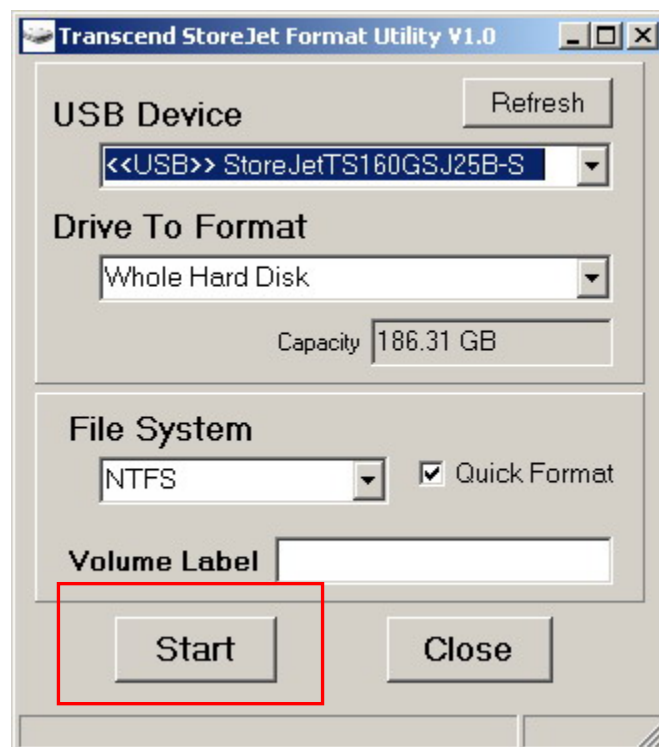 Transcend StoreJet Format Utility V1.0
USB Device
Refresh
<<USB>> StoreJetTS160GSJ25B-S
Drive To Format
Whole Hard Disk
Capacity 186.31 GB
File System
NTFS
Quick Format
Volume Label
Start Close